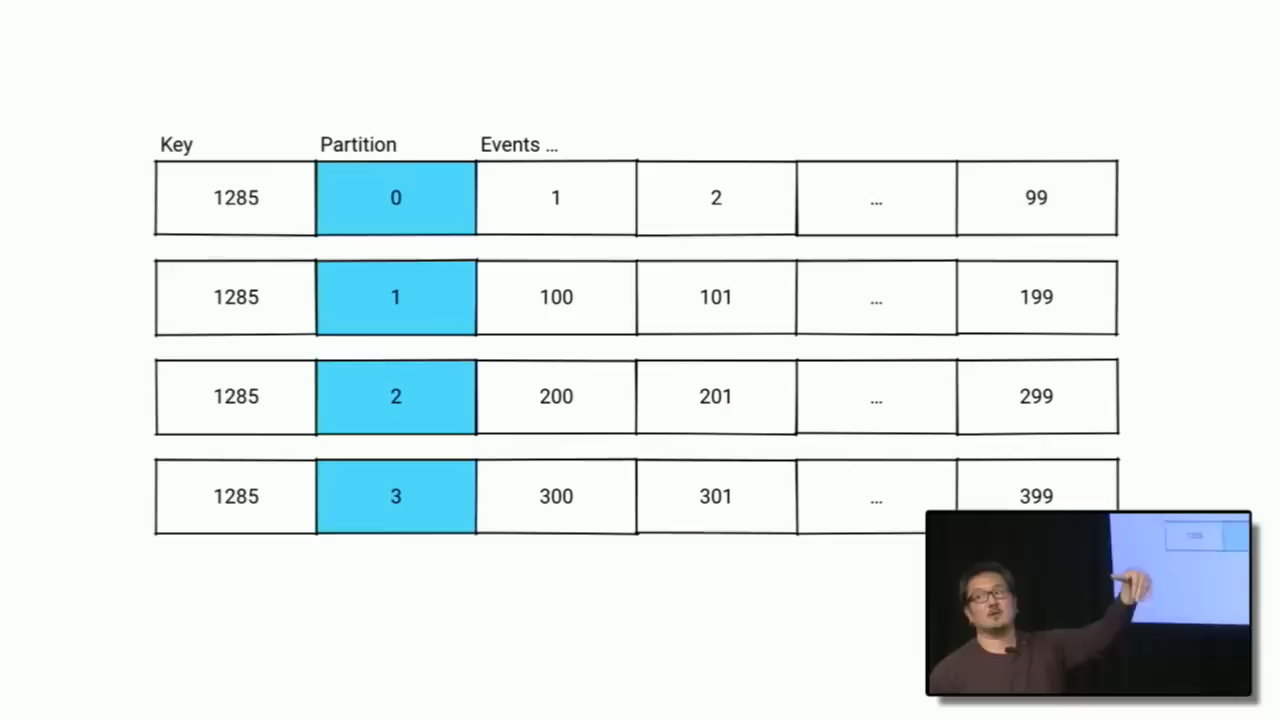 Key Partition Events ...
1285 0 1 2 ... 99
1285 1 100 101 ... 199
1285 2 200 201 ... 299
1285 3 300 301 ... 399